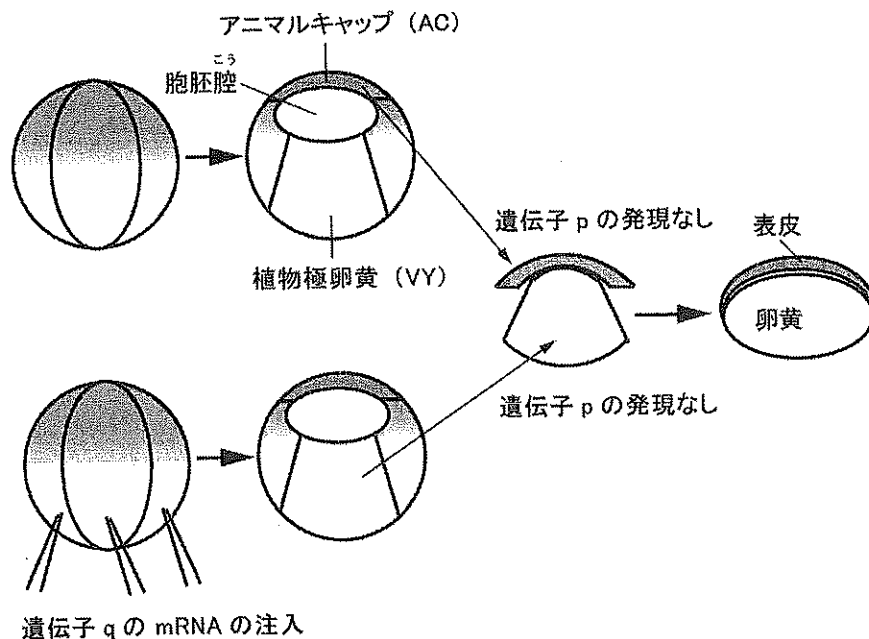 アニマルキャップ (AC)
こう
胞胚腔
植物極卵黄 (VY)
遺伝子 p の発現なし
表皮
卵黄
遺伝子 p の発現なし
遺伝子 q の mRNA の注入